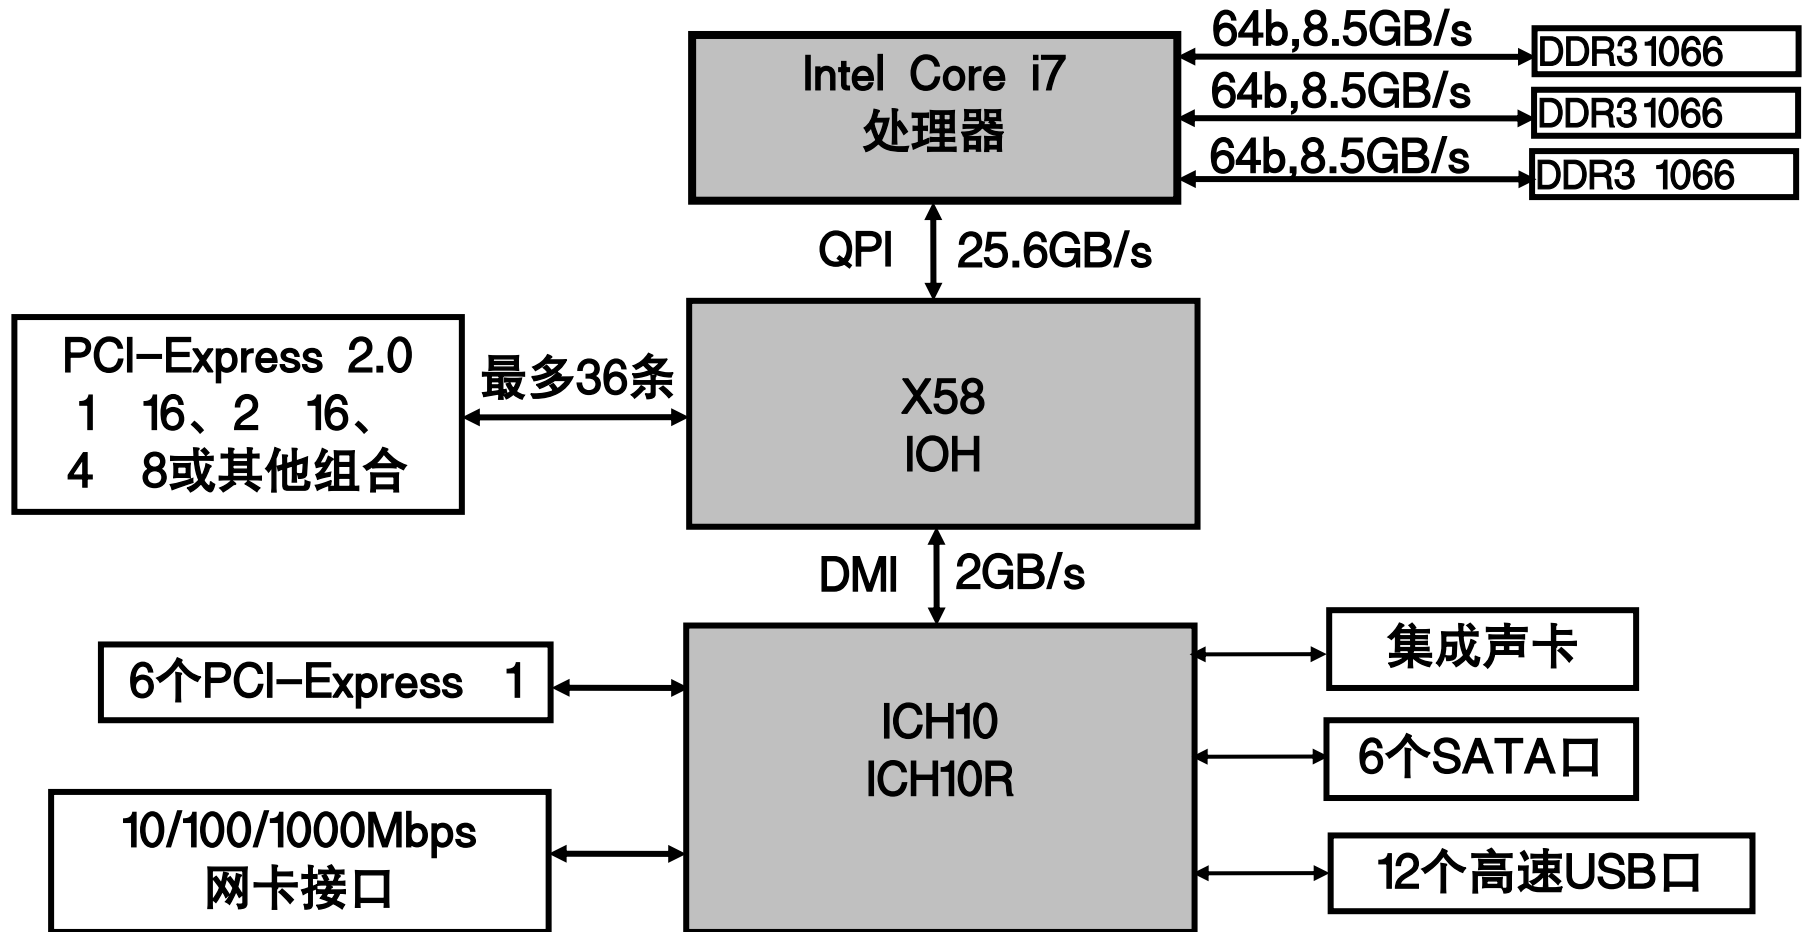 Intel Core i7
处理器
64b,8.5GB/s
DDR3 1066
64b,8.5GB/s
DDR3 1066
64b,8.5GB/s
DDR3 1066
QPI 25.6GB/s
PCI-Express 2.0
1 16、2 16、
4 8或其他组合
最多36条
X58
IOH
DMI 2GB/s
6个PCI-Express 1
10/100/1000Mbps
网卡接口
ICH10
ICH10R
集成声卡
6个SATA口
12个高速USB口